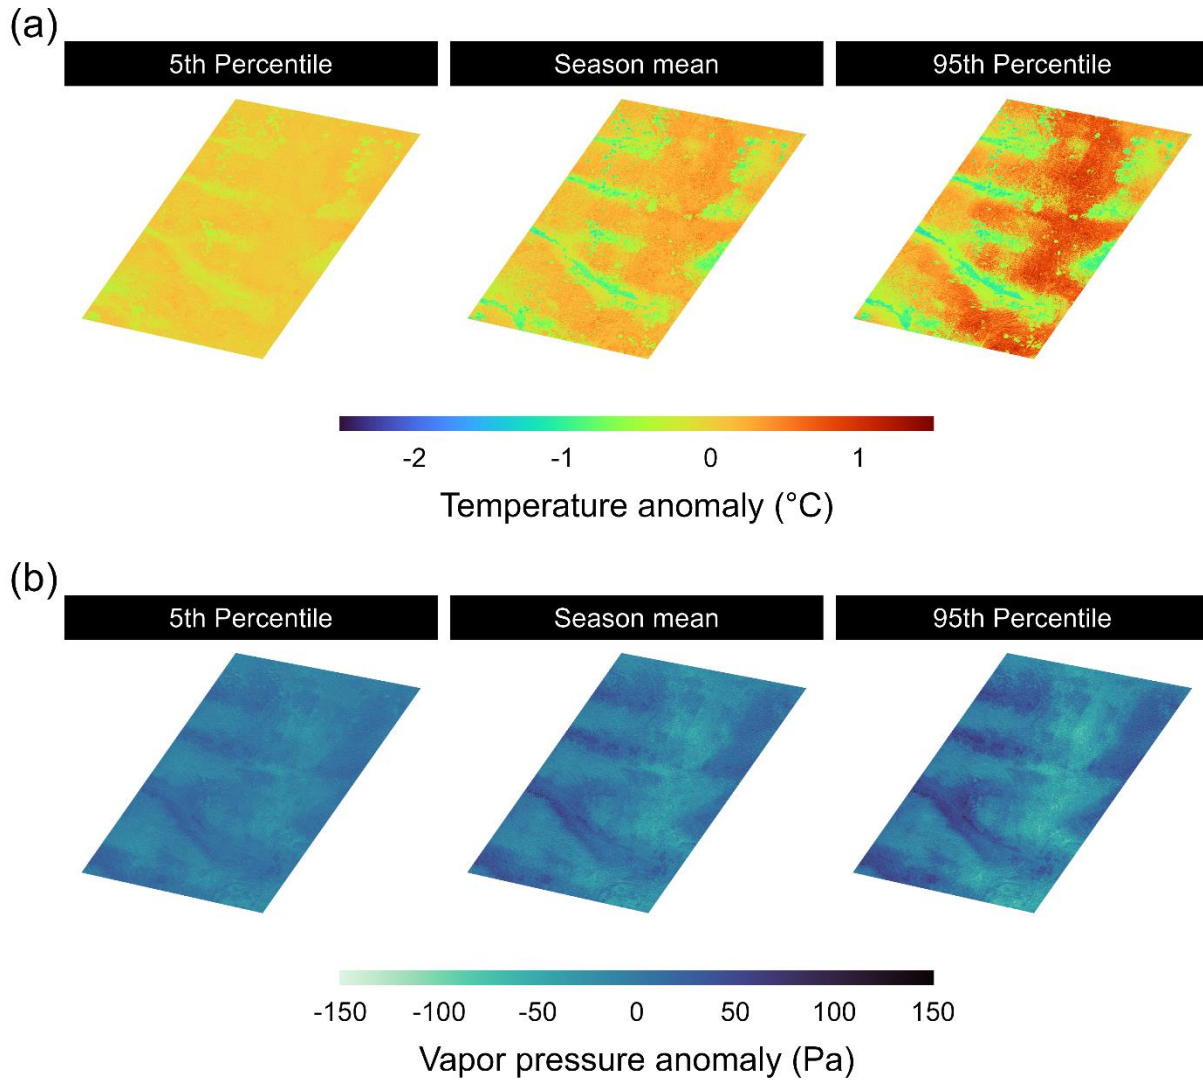 (a)
5th Percentile Season mean 95th Percentile
-2 -1 0 1
Temperature anomaly (°C)
(b)
5th Percentile Season mean 95th Percentile
-150 -100 -50 0 50 100 150
Vapor pressure anomaly (Pa)